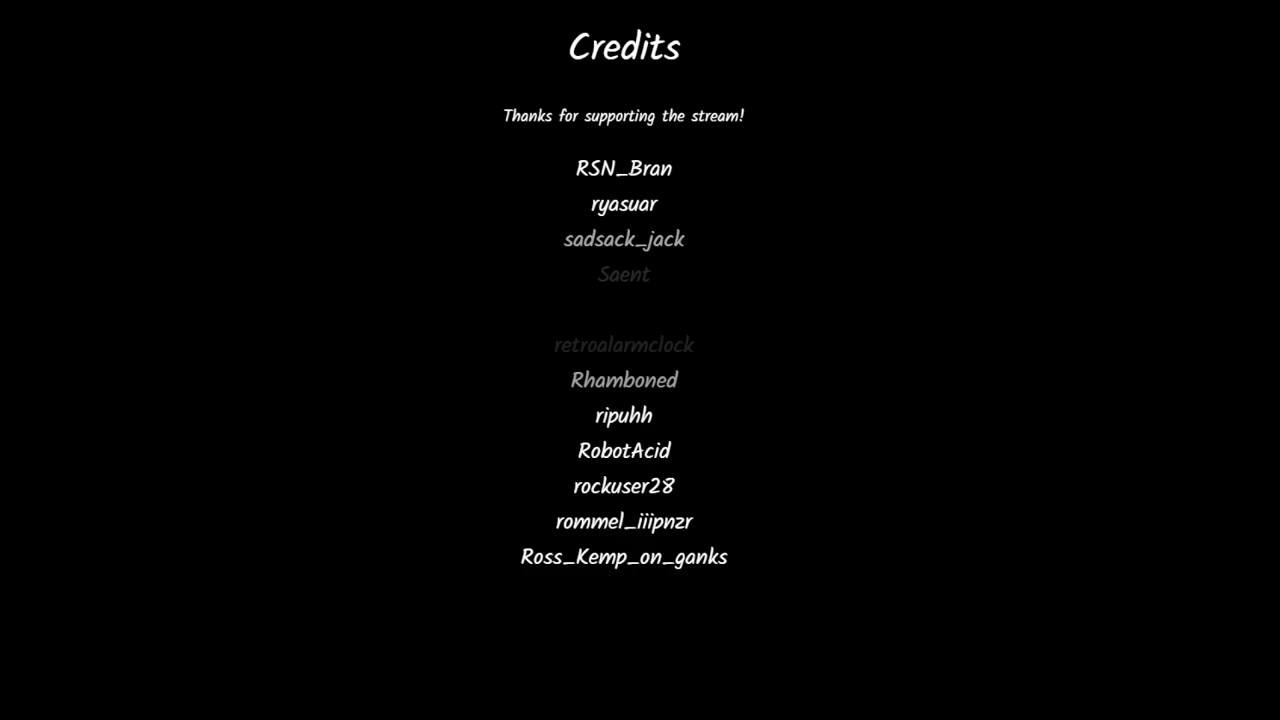 Credits
Thanks for supporting the stream!
RSN_Bran
ryasuar
sadsack_jack
Saent
retroalarmclock
Rhamboned
ripuhh
RobotAcid
rockuser28
rommel_iiipnzr
Ross_Kemp_on_ganks